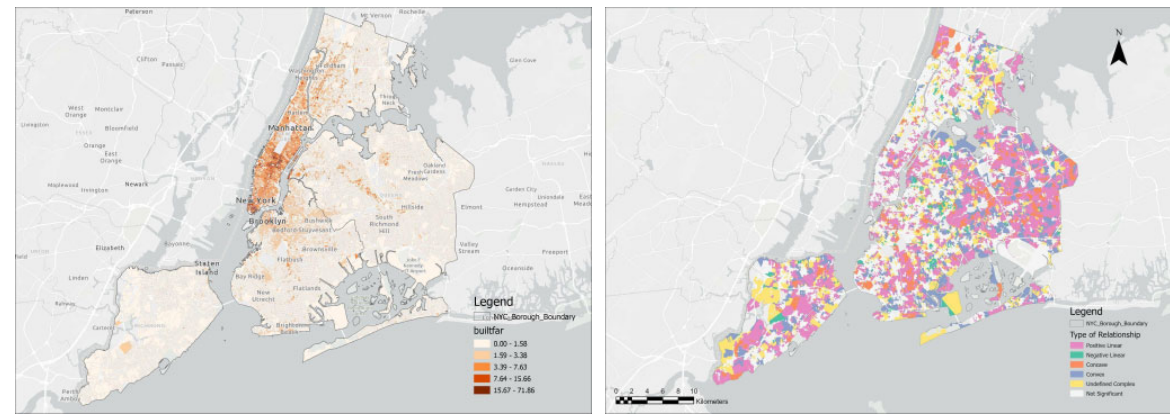 Paterson
Mt Vernon
Rochelle
Clifton
Passaic
Glen Cove
West Orange
Montclair
Bloomfield
Livingston
Orange
East Orange
Throgs Neck
Manhattan
Maplewood
Irvington
Newark
Oakland Gardens
Fresh Meadows
Garden City
Hempstead
Uniondale
New York
Hillside
Elmont
Brooklyn
Bushwick
South Richmond Hill
Bedford-Stuyvesant
Elizabeth
Bayonne
Brownsville
Valley Stream
Freeport
Flatbush
Staten Island
Bay Ridge
Oceanside
Linden
New Utrecht
Flatlands
Rahway
Legend
NYC_Borough_Boundary
builtfar
0.00 - 1.58
1.59 - 3.38
3.39 - 7.63
7.64 - 15.66
15.67 - 71.86
N
Legend
NYC_Borough_Boundary
Type of Relationship
Positive Linear
Negative Linear
Concave
Convex
Undefined Complex
Not Significant
0 2 4 6 8 10
Kilometers